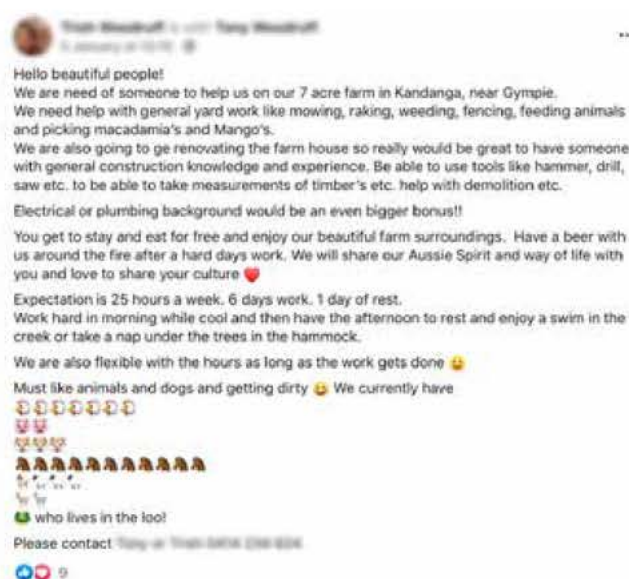 Hello beautiful people!
We are need of someone to help us on our 7 acre farm in Kandanga, near Gympie.
We need help with general yard work like mowing, raking, weeding, fencing, feeding animals
and picking macadamia's and Mango's.
We are also going to ge renovating the farm house so really would be great to have someone
with general construction knowledge and experience. Be able to use tools like hammer, drill,
saw etc. to be able to take measurements of timber's etc. help with demolition etc.
Electrical or plumbing background would be an even bigger bonus!!
You get to stay and eat for free and enjoy our beautiful farm surroundings. Have a beer with
us around the fire after a hard days work. We will share our Aussie Spirit and way of life with
you and love to share your culture ❤️
Expectation is 25 hours a week. 6 days work. 1 day of rest.
Work hard in morning while cool and then have the afternoon to rest and enjoy a swim in the
creek or take a nap under the trees in the hammock.
We are also flexible with the hours as long as the work gets done 😄
Must like animals and dogs and getting dirty 😄 We currently have
who lives in the loo!
Please contact
9